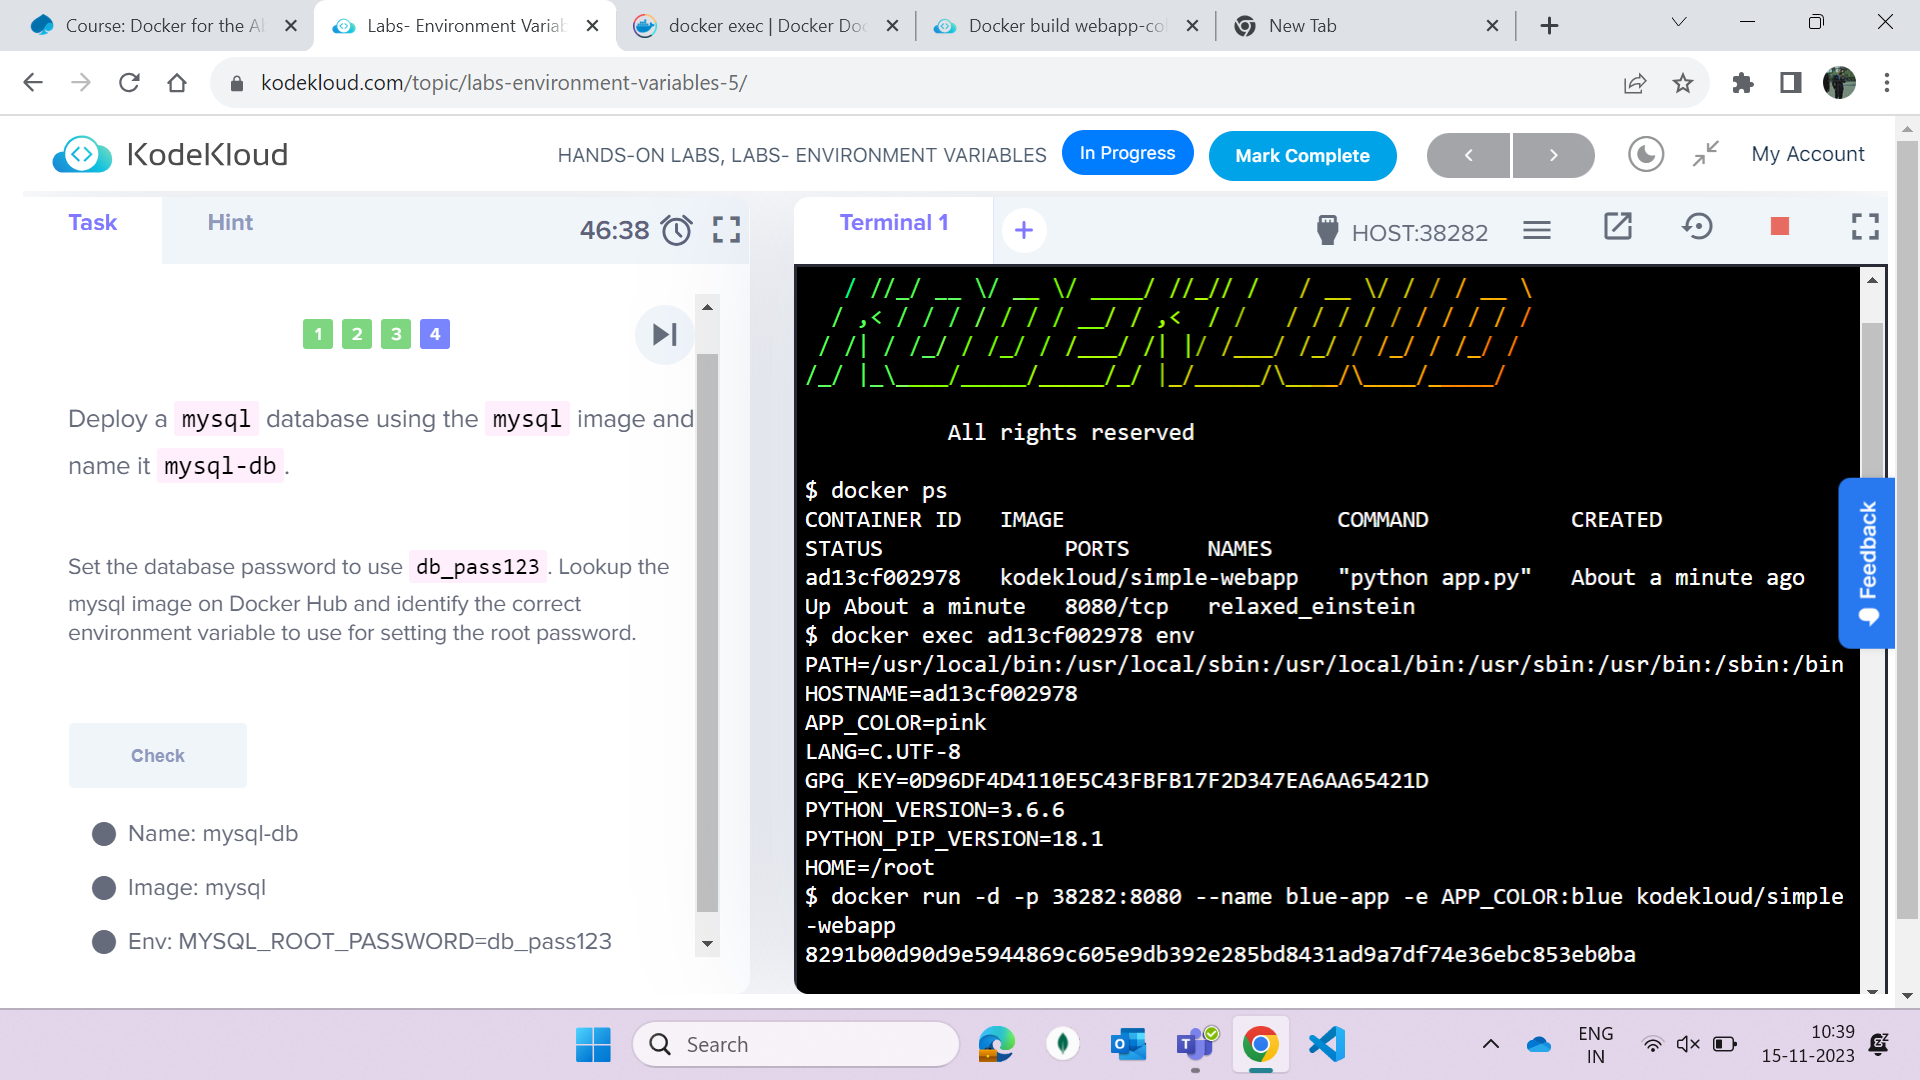 Course: Docker for the Ab
Labs- Environment Variab
docker exec | Docker Doc
Docker build webapp-col
New Tab
kodekloud.com/topic/labs-environment-variables-5/
KodeKloud
HANDS-ON LABS, LABS- ENVIRONMENT VARIABLES
In Progress
Mark Complete
My Account
Task
Hint
46:38
Terminal 1
+
HOST:38282
1 2 3 4
Deploy a mysql database using the mysql image and
name it mysql-db.
Set the database password to use db_pass123. Lookup the
mysql image on Docker Hub and identify the correct
environment variable to use for setting the root password.
Check
Name: mysql-db
Image: mysql
Env: MYSQL_ROOT_PASSWORD=db_pass123
All rights reserved
$ docker ps
CONTAINER ID   IMAGE                     COMMAND           CREATED
STATUS              PORTS      NAMES
ad13cf002978   kodekloud/simple-webapp   "python app.py"   About a minute ago
Up About a minute   8080/tcp   relaxed_einstein
$ docker exec ad13cf002978 env
PATH=/usr/local/bin:/usr/local/sbin:/usr/local/bin:/usr/sbin:/usr/bin:/sbin:/bin
HOSTNAME=ad13cf002978
APP_COLOR=pink
LANG=C.UTF-8
GPG_KEY=0D96DF4D4110E5C43FBFB17F2D347EA6AA65421D
PYTHON_VERSION=3.6.6
PYTHON_PIP_VERSION=18.1
HOME=/root
$ docker run -d -p 38282:8080 --name blue-app -e APP_COLOR:blue kodekloud/simple
-webapp
8291b00d90d9e5944869c605e9db392e285bd8431ad9a7df74e36ebc853eb0ba
Feedback
Search
ENG
IN
10:39
15-11-2023